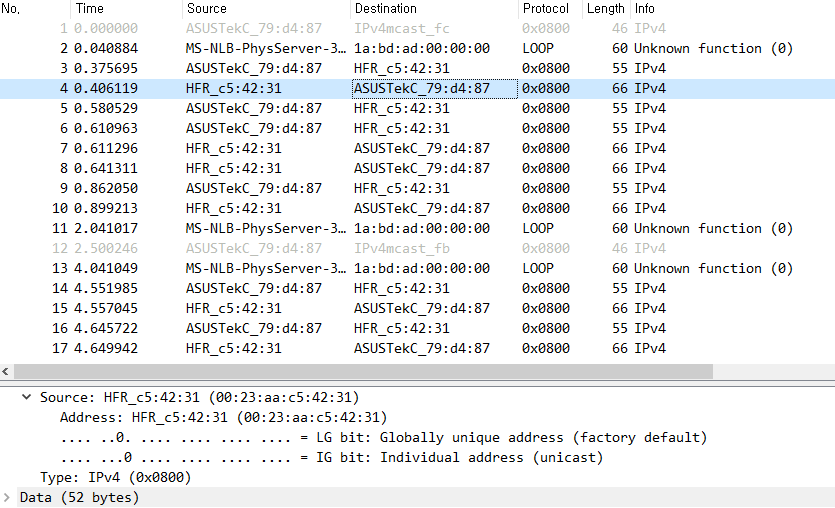 No. Time Source Destination Protocol Length Info
1 0.000000 ASUSTekC_79:d4:87 IPv4mcast_fc 0x0800 46 IPv4
2 0.040884 MS-NLB-PhysServer-3… 1a:bd:ad:00:00:00 LOOP 60 Unknown function (0)
3 0.375695 ASUSTekC_79:d4:87 HFR_c5:42:31 0x0800 55 IPv4
4 0.406119 HFR_c5:42:31 ASUSTekC_79:d4:87 0x0800 66 IPv4
5 0.580529 ASUSTekC_79:d4:87 HFR_c5:42:31 0x0800 55 IPv4
6 0.610963 ASUSTekC_79:d4:87 HFR_c5:42:31 0x0800 55 IPv4
7 0.611296 HFR_c5:42:31 ASUSTekC_79:d4:87 0x0800 66 IPv4
8 0.641311 HFR_c5:42:31 ASUSTekC_79:d4:87 0x0800 66 IPv4
9 0.862050 ASUSTekC_79:d4:87 HFR_c5:42:31 0x0800 55 IPv4
10 0.899213 HFR_c5:42:31 ASUSTekC_79:d4:87 0x0800 66 IPv4
11 2.041017 MS-NLB-PhysServer-3… 1a:bd:ad:00:00:00 LOOP 60 Unknown function (0)
12 2.500246 ASUSTekC_79:d4:87 IPv4mcast_fb 0x0800 46 IPv4
13 4.041049 MS-NLB-PhysServer-3… 1a:bd:ad:00:00:00 LOOP 60 Unknown function (0)
14 4.551985 ASUSTekC_79:d4:87 HFR_c5:42:31 0x0800 55 IPv4
15 4.557045 HFR_c5:42:31 ASUSTekC_79:d4:87 0x0800 66 IPv4
16 4.645722 ASUSTekC_79:d4:87 HFR_c5:42:31 0x0800 55 IPv4
17 4.649942 HFR_c5:42:31 ASUSTekC_79:d4:87 0x0800 66 IPv4
Source: HFR_c5:42:31 (00:23:aa:c5:42:31)
Address: HFR_c5:42:31 (00:23:aa:c5:42:31)
.... ..0. .... .... .... .... = LG bit: Globally unique address (factory default)
.... ...0 .... .... .... .... = IG bit: Individual address (unicast)
Type: IPv4 (0x0800)
Data (52 bytes)